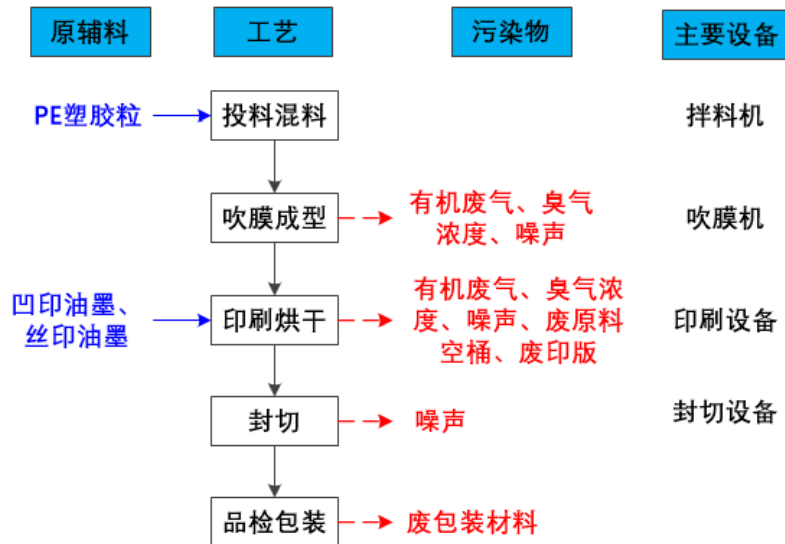 原辅料
工艺
污染物
主要设备
PE塑胶粒
投料混料
拌料机
吹膜成型
有机废气、臭气
浓度、噪声
吹膜机
凹印油墨、
丝印油墨
印刷烘干
有机废气、臭气浓
度、噪声、废原料
空桶、废印版
印刷设备
封切
噪声
封切设备
品检包装
废包装材料